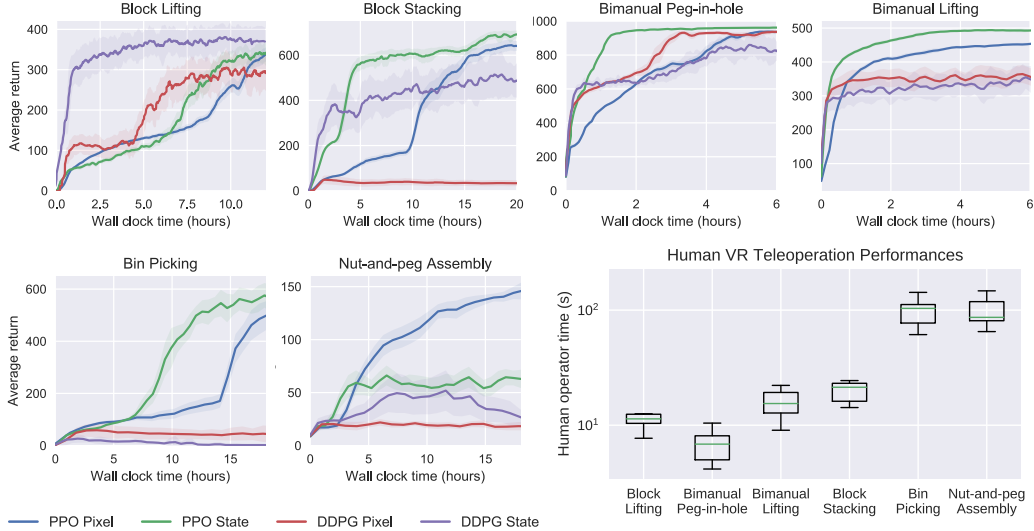 Block Lifting
400
300
200
100
0
0.0 2.5 5.0 7.5 10.0
Average return
Wall clock time (hours)
Block Stacking
600
400
200
0
0 5 10 15 20
Wall clock time (hours)
Bimanual Peg-in-hole
800
600
400
200
0
0 2 4 6
Wall clock time (hours)
Bimanual Lifting
500
400
300
200
100
0 2 4 6
Wall clock time (hours)
Bin Picking
600
400
200
0
0 5 10 15
Average return
Wall clock time (hours)
Nut-and-peg Assembly
150
100
50
0
0 5 10 15
Wall clock time (hours)
Human VR Teleoperation Performances
Human operator time (s)
10²
10¹
Block Lifting
Bimanual Peg-in-hole
Bimanual Lifting
Block Stacking
Bin Picking
Nut-and-peg Assembly
PPO Pixel PPO State DDPG Pixel DDPG State